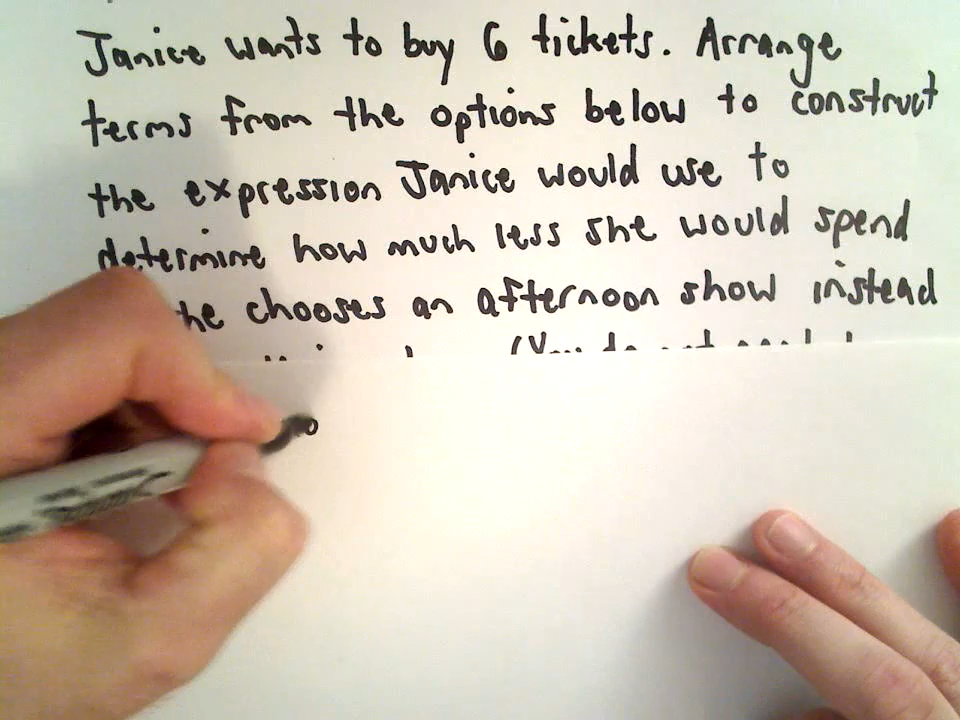 Janice wants to buy 6 tickets. Arrange
terms from the options below to construct
the expression Janice would use to
determine how much less she would spend
he chooses an afternoon show instead